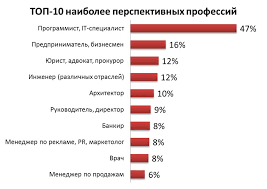 ТОП-10 наиболее перспективных профессий
Программист, IT-специалист 47%
Предприниматель, бизнесмен 16%
Юрист, адвокат, прокурор 12%
Инженер (различных отраслей) 12%
Архитектор 10%
Руководитель, директор 9%
Банкир 8%
Менеджер по рекламе, PR, маркетолог 8%
Врач 8%
Менеджер по продажам 6%